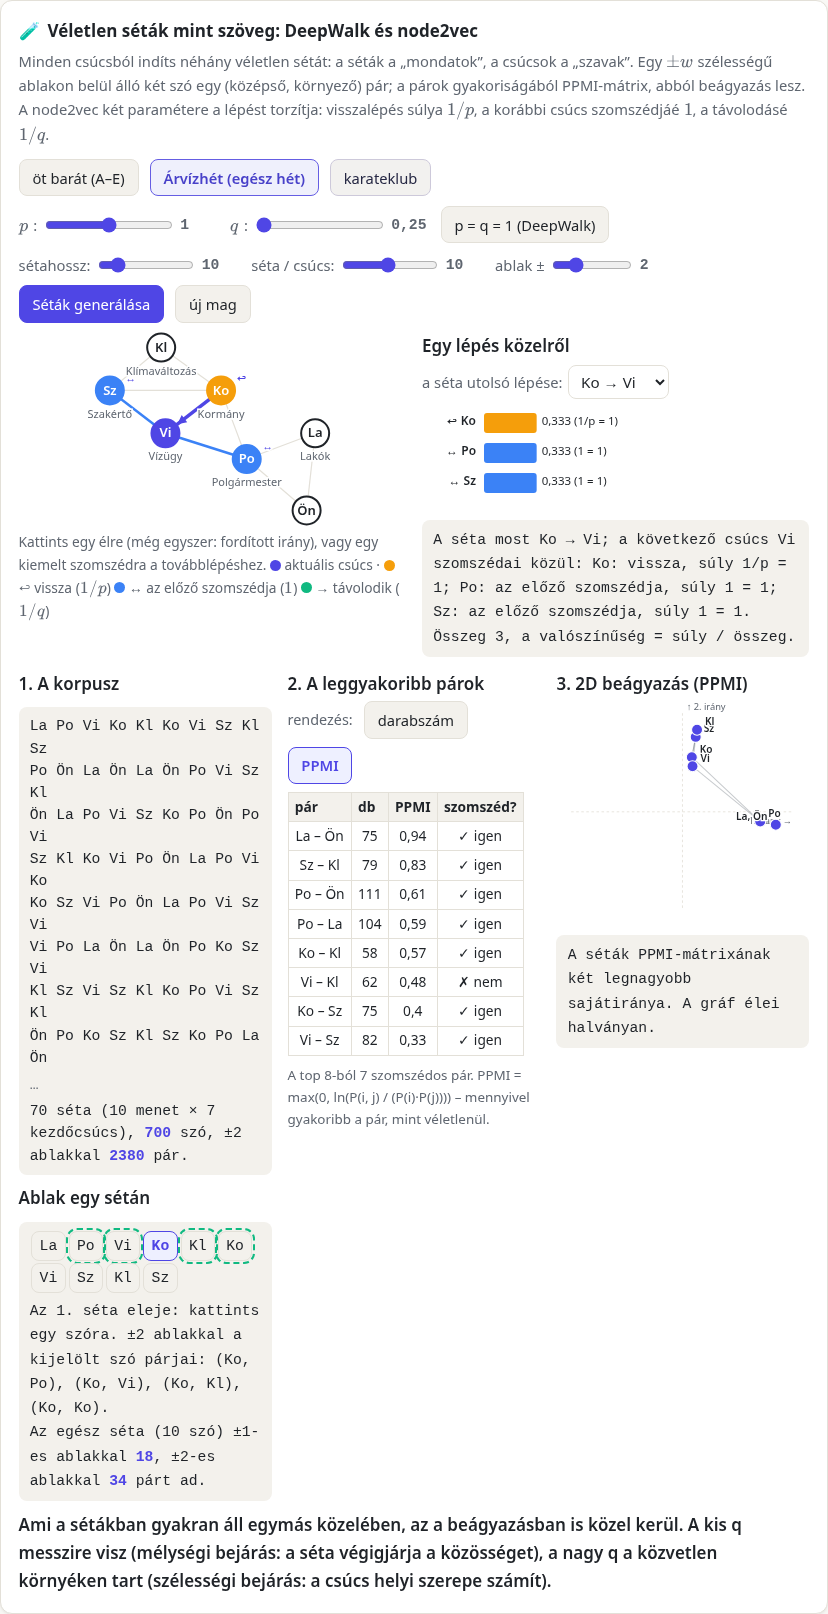 🧪 Véletlen séták mint szöveg: DeepWalk és node2vec
Minden csúcsból indíts néhány véletlen sétát: a séták a „mondatok”, a csúcsok a „szavak”. Egy ±w szélességű
ablakon belül álló két szó egy (középső, környező) pár; a párok gyakoriságából PPMI-mátrix, abból beágyazás lesz.
A node2vec két paramétere a lépést torzítja: visszalépés súlya 1/p, a korábbi csúcs szomszédjáé 1, a távolodásé
1/q.
öt barát (A–E) Árvízhét (egész hét) karateklub
p : 1 q : 0,25 p = q = 1 (DeepWalk)
sétahossz: 10 séta / csúcs: 10 ablak ± 2
Séták generálása új mag
Kl
Klímaváltozás
Sz ↔
Szakértő
Ko ↩
Kormány
Vi
Vízügy
Po ↔
Polgármester
La
Lakók
Ön
Kattints egy élre (még egyszer: fordított irány), vagy egy
kiemelt szomszédra a továbblépéshez. aktuális csúcs ·
↩ vissza (1/p) ↔ az előző szomszédja (1) → távolodik (
1/q)
Egy lépés közelről
a séta utolsó lépése: Ko → Vi
↩ Ko 0,333 (1/p = 1)
↔ Po 0,333 (1 = 1)
↔ Sz 0,333 (1 = 1)
A séta most Ko → Vi; a következő csúcs Vi
szomszédai közül: Ko: vissza, súly 1/p =
1; Po: az előző szomszédja, súly 1 = 1;
Sz: az előző szomszédja, súly 1 = 1.
Összeg 3, a valószínűség = súly / összeg.
1. A korpusz
La Po Vi Ko Kl Ko Vi Sz Kl
Sz
Po Ön La Ön La Ön Po Vi Sz
Kl
Ön La Po Vi Sz Ko Po Ön Po
Vi
Sz Kl Ko Vi Po Ön La Po Vi
Ko
Ko Sz Vi Po Ön La Po Vi Sz
Vi
Vi Po La Ön La Ön Po Ko Sz
Vi
Kl Sz Vi Sz Kl Ko Po Vi Sz
Kl
Ön Po Ko Sz Kl Sz Ko Po La
Ön
…
70 séta (10 menet × 7
kezdőcsúcs), 700 szó, ±2
ablakkal 2380 pár.
Ablak egy sétán
La Po Vi Ko Kl Ko
Vi Sz Kl Sz
Az 1. séta eleje: kattints
egy szóra. ±2 ablakkal a
kijelölt szó párjai: (Ko,
Po), (Ko, Vi), (Ko, Kl),
(Ko, Ko).
Az egész séta (10 szó) ±1-
es ablakkal 18, ±2-es
ablakkal 34 párt ad.
2. A leggyakoribb párok
rendezés: darabszám
PPMI
pár db PPMI szomszéd?
La – Ön 75 0,94 ✓ igen
Sz – Kl 79 0,83 ✓ igen
Po – Ön 111 0,61 ✓ igen
Po – La 104 0,59 ✓ igen
Ko – Kl 58 0,57 ✓ igen
Vi – Kl 62 0,48 ✗ nem
Ko – Sz 75 0,4 ✓ igen
Vi – Sz 82 0,33 ✓ igen
A top 8-ból 7 szomszédos pár. PPMI =
max(0, ln(P(i, j) / (P(i)·P(j)))) – mennyivel
gyakoribb a pár, mint véletlenül.
3. 2D beágyazás (PPMI)
↑ 2. irány
Kl
Sz
Ko
Vi
La, Ön Po
A séták PPMI-mátrixának
két legnagyobb
sajátiránya. A gráf élei
halványan.
Ami a sétákban gyakran áll egymás közelében, az a beágyazásban is közel kerül. A kis q
messzire visz (mélységi bejárás: a séta végigjárja a közösséget), a nagy q a közvetlen
környéken tart (szélességi bejárás: a csúcs helyi szerepe számít).